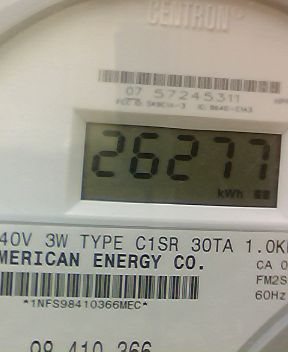 CENTRON
07 57245311
26277
kWh
40V 3W TYPE C1SR 30TA 1.0K
MERICAN ENERGY CO.
CA 0
FM2S
*1NFS98410366MEC*
60Hz
98 410 366